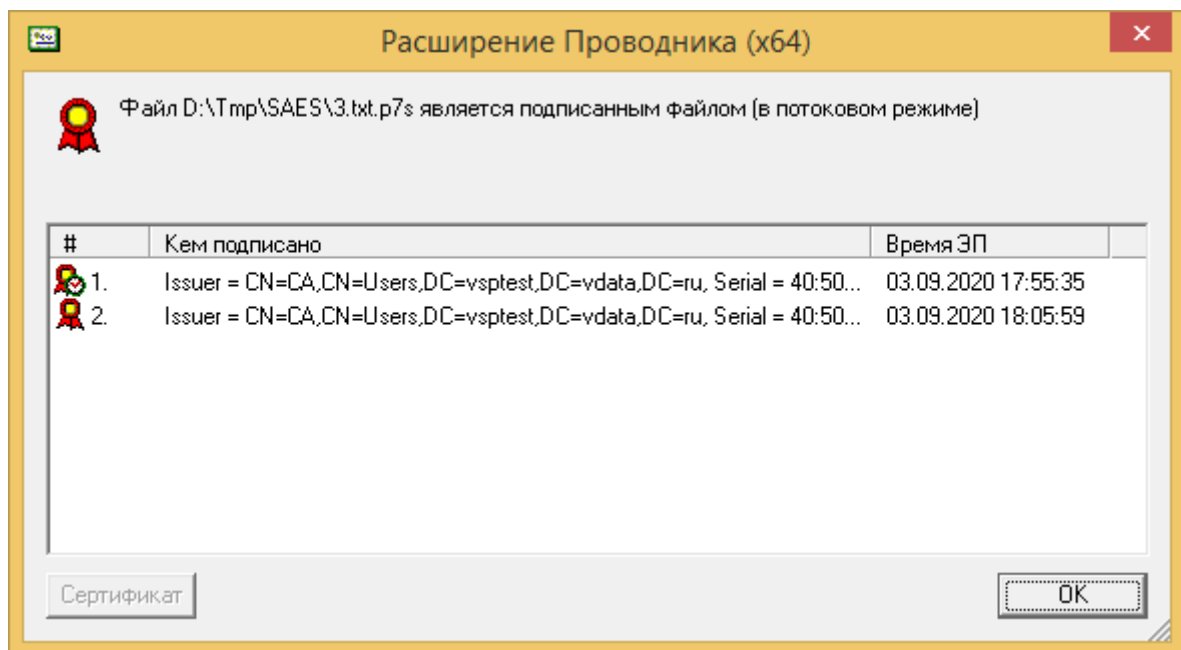 Расширение Проводника (x64)
Файл D:\Tmp\SAES\3.txt.p7s является подписанным файлом (в потоковом режиме)
# Кем подписано Время ЭП
1. Issuer = CN=CA,CN=Users,DC=vsptest,DC=vdata,DC=ru, Serial = 40:50... 03.09.2020 17:55:35
2. Issuer = CN=CA,CN=Users,DC=vsptest,DC=vdata,DC=ru, Serial = 40:50... 03.09.2020 18:05:59
Сертификат OK